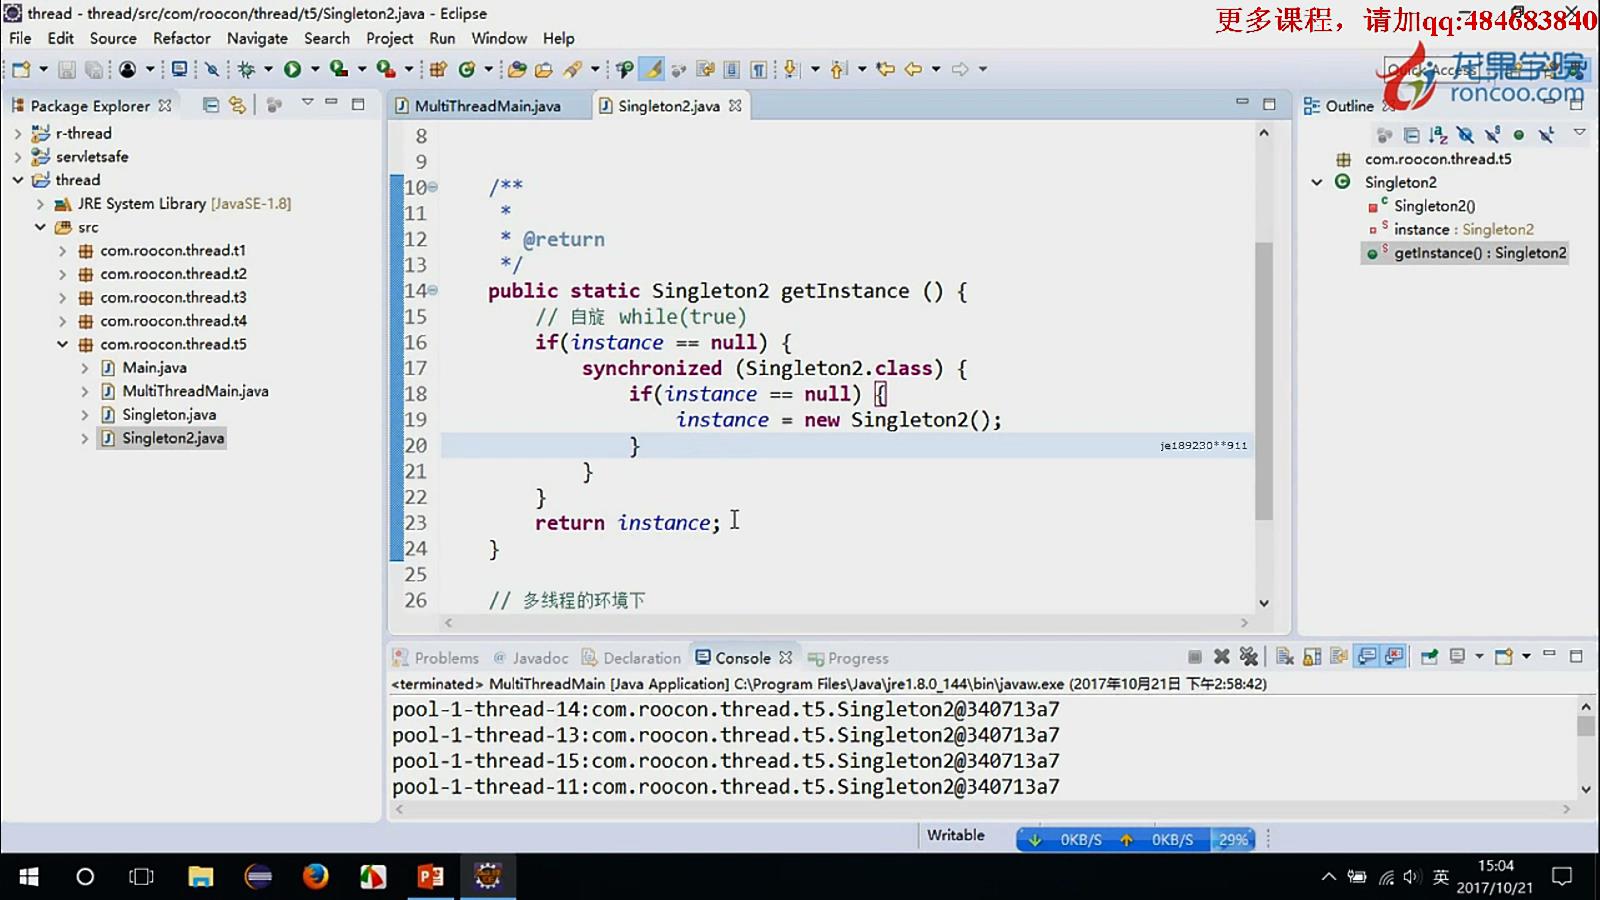 thread - thread/src/com/roocon/thread/t5/Singleton2.java - Eclipse
更多课程，请加qq:484683840
File Edit Source Refactor Navigate Search Project Run Window Help
龙果学院
roncoo.com
Quick Access
Package Explorer
r-thread
servletsafe
thread
JRE System Library [JavaSE-1.8]
src
com.roocon.thread.t1
com.roocon.thread.t2
com.roocon.thread.t3
com.roocon.thread.t4
com.roocon.thread.t5
Main.java
MultiThreadMain.java
Singleton.java
Singleton2.java
MultiThreadMain.java Singleton2.java
8
9
10 /**
11 *
12 * @return
13 */
14 public static Singleton2 getInstance () {
15 // 自旋 while(true)
16 if(instance == null) {
17 synchronized (Singleton2.class) {
18 if(instance == null) {
19 instance = new Singleton2();
20 }
je189230**911
21 }
22 }
23 return instance;
24 }
25
26 // 多线程的环境下
Outline
com.roocon.thread.t5
Singleton2
Singleton2()
instance : Singleton2
getInstance() : Singleton2
Problems @ Javadoc Declaration Console Progress
<terminated> MultiThreadMain [Java Application] C:\Program Files\Java\jre1.8.0_144\bin\javaw.exe (2017年10月21日 下午2:58:42)
pool-1-thread-14:com.roocon.thread.t5.Singleton2@340713a7
pool-1-thread-13:com.roocon.thread.t5.Singleton2@340713a7
pool-1-thread-15:com.roocon.thread.t5.Singleton2@340713a7
pool-1-thread-11:com.roocon.thread.t5.Singleton2@340713a7
Writable
0KB/S 0KB/S 29%
英
15:04
2017/10/21